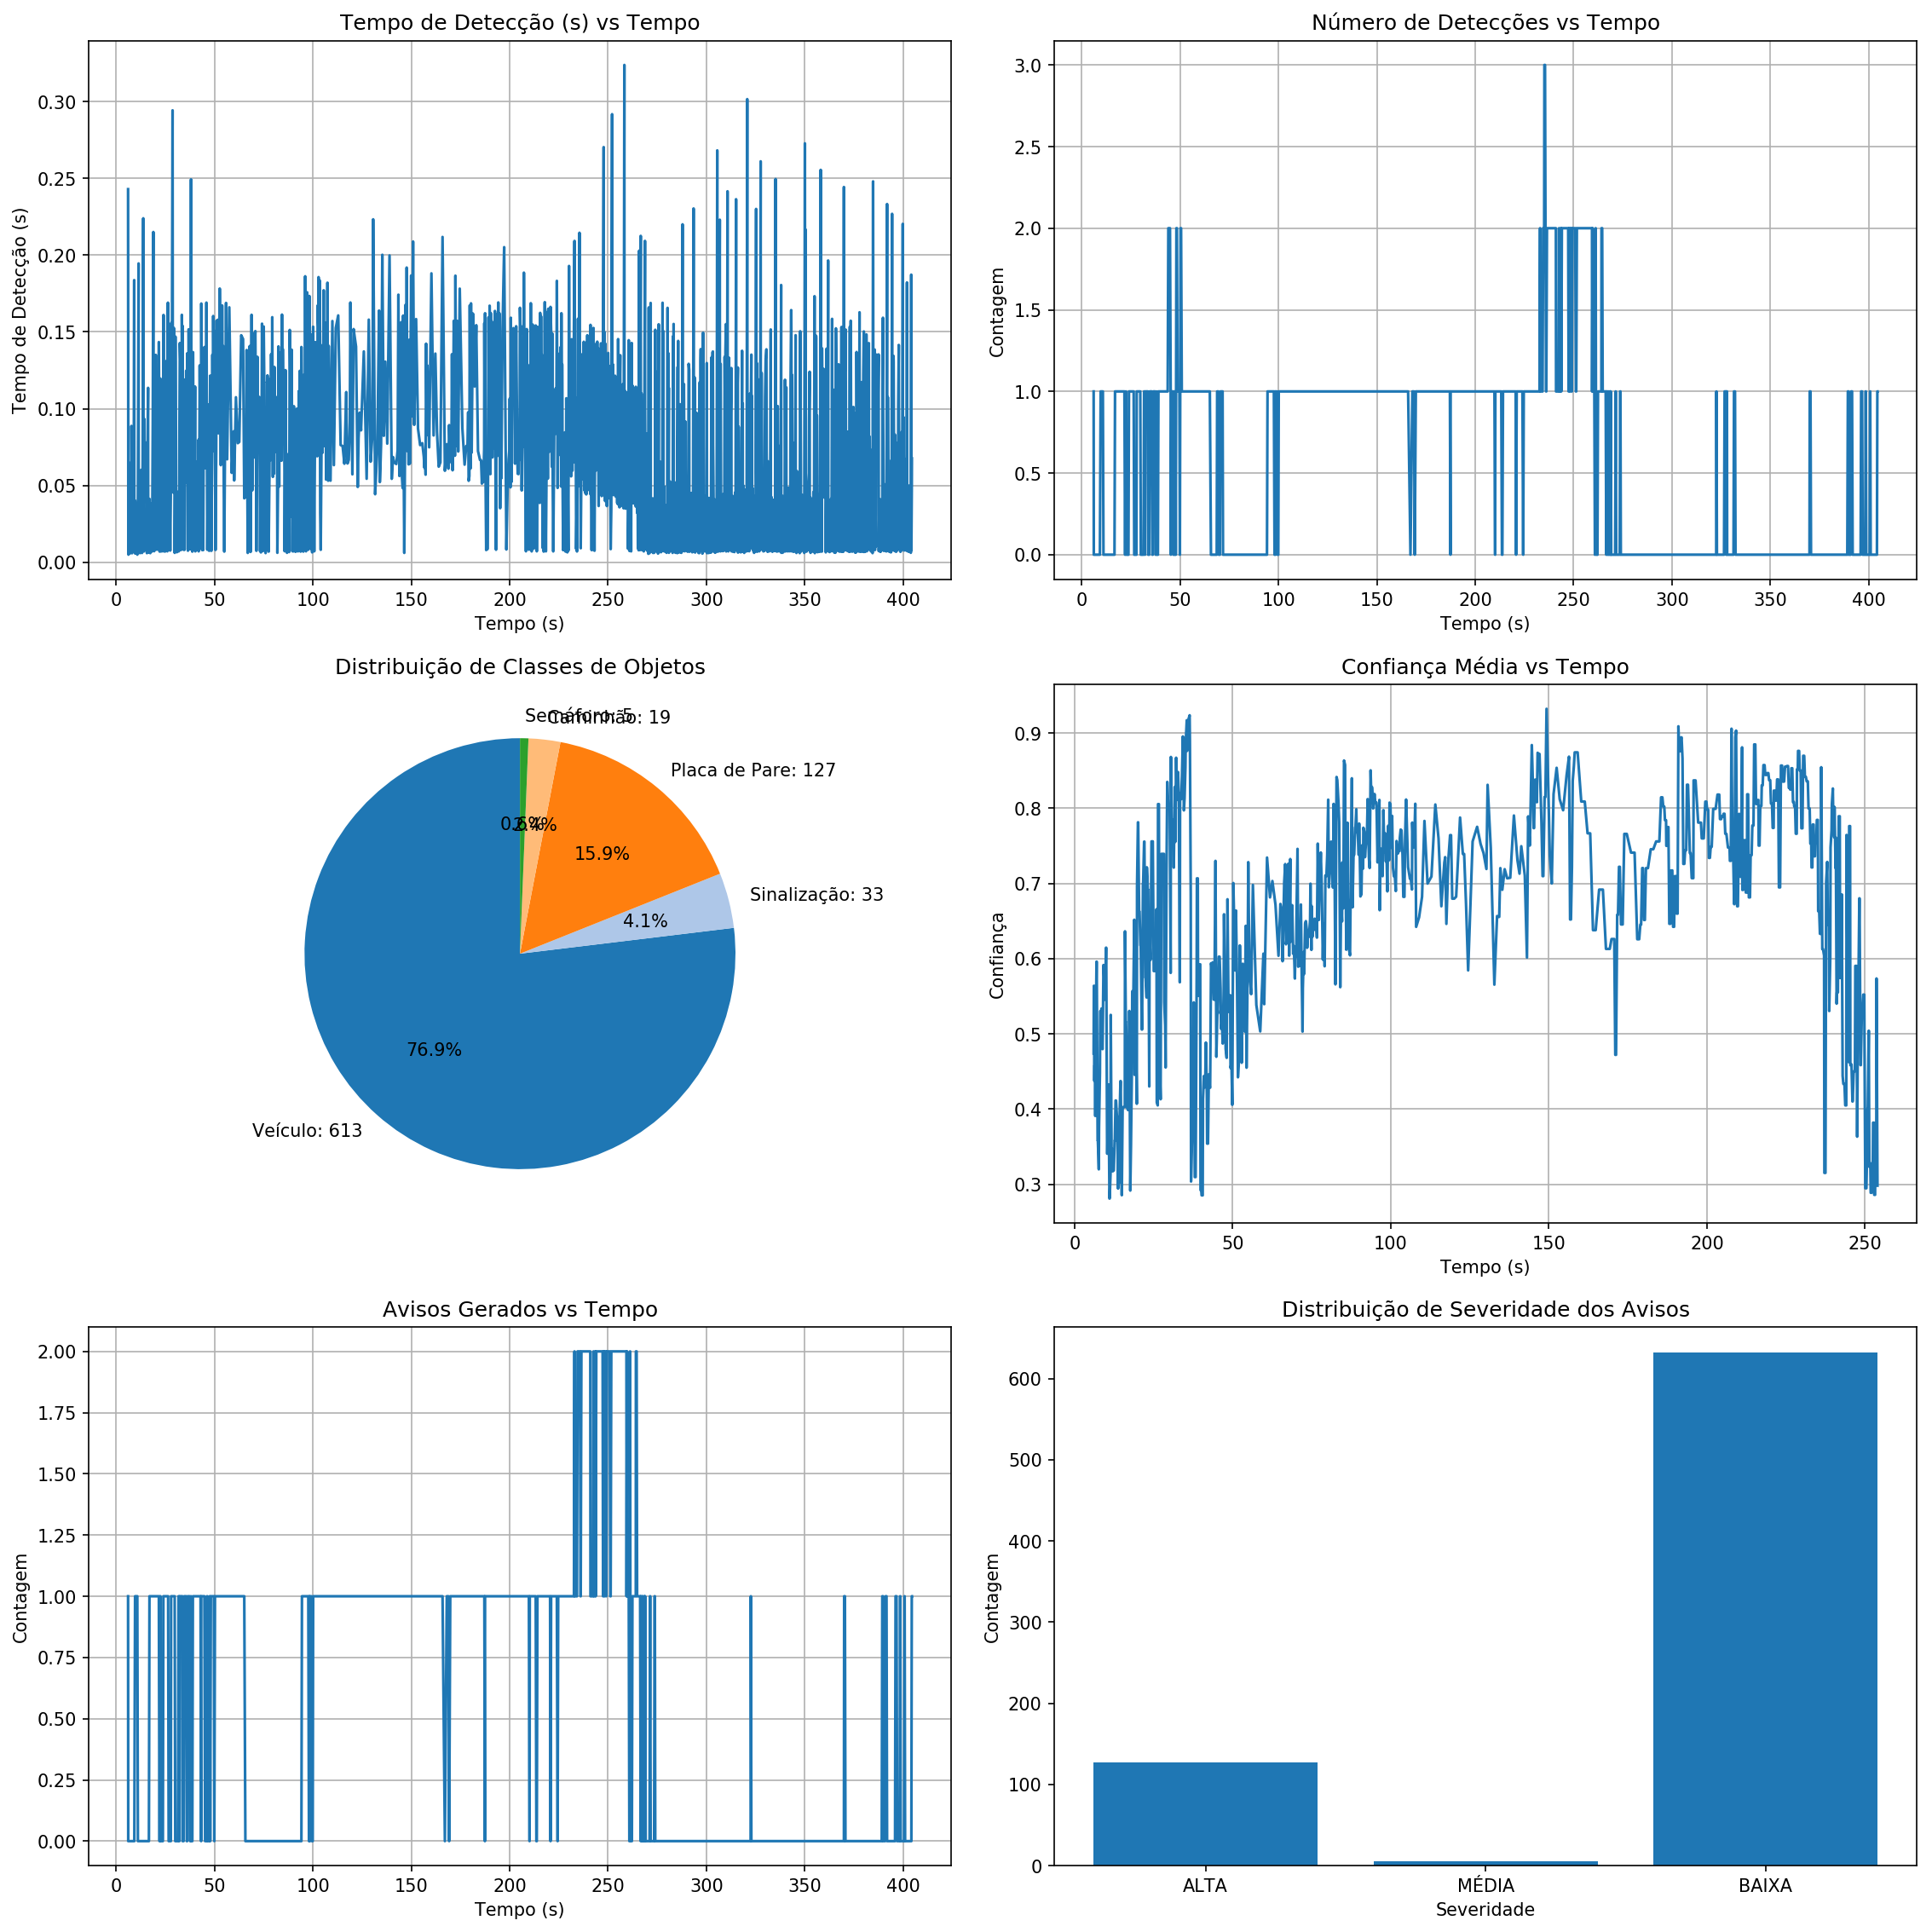 Tempo de Detecção (s) vs Tempo
Tempo de Detecção (s)
0.30
0.25
0.20
0.15
0.10
0.05
0.00
0 50 100 150 200 250 300 350 400
Tempo (s)
Número de Detecções vs Tempo
Contagem
3.0
2.5
2.0
1.5
1.0
0.5
0.0
0 50 100 150 200 250 300 350 400
Tempo (s)
Distribuição de Classes de Objetos
Semáforo: 5
Caminhão: 19
Placa de Pare: 127
Sinalização: 33
Veículo: 613
0.6%
2.4%
15.9%
4.1%
76.9%
Confiança Média vs Tempo
Confiança
0.9
0.8
0.7
0.6
0.5
0.4
0.3
0 50 100 150 200 250
Tempo (s)
Avisos Gerados vs Tempo
Contagem
2.00
1.75
1.50
1.25
1.00
0.75
0.50
0.25
0.00
0 50 100 150 200 250 300 350 400
Tempo (s)
Distribuição de Severidade dos Avisos
Contagem
600
500
400
300
200
100
0
ALTA MÉDIA BAIXA
Severidade